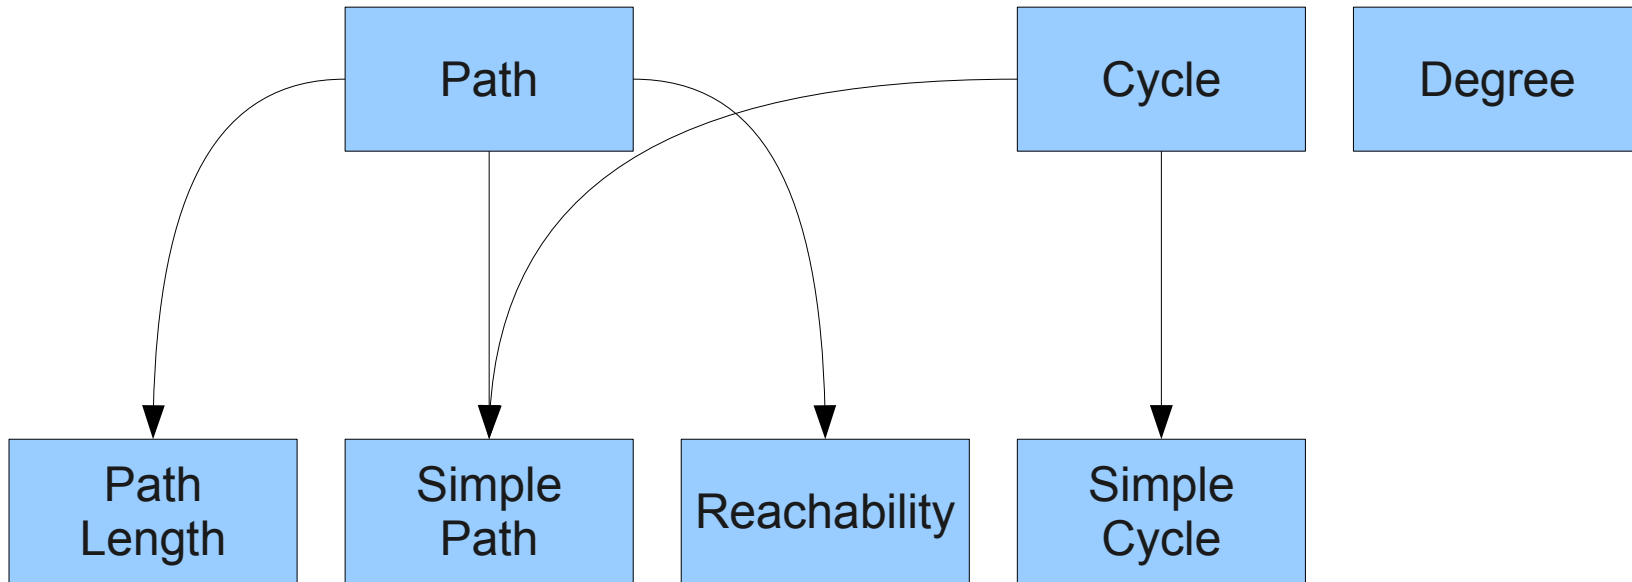 Path
Cycle
Degree
Path
Length
Simple
Path
Reachability
Simple
Cycle